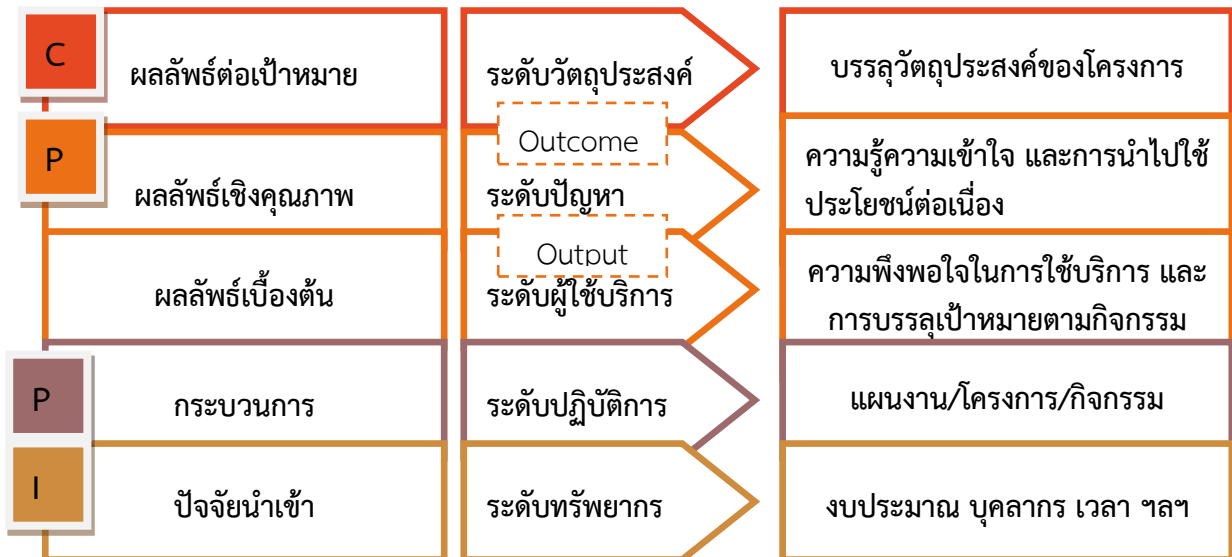 C
ผลลัพธ์ต่อเป้าหมาย
ระดับวัตถุประสงค์
บรรลุวัตถุประสงค์ของโครงการ
Outcome
P
ผลลัพธ์เชิงคุณภาพ
ระดับปัญหา
ความรู้ความเข้าใจ และการนำไปใช้
ประโยชน์ต่อเนื่อง
Output
ผลลัพธ์เบื้องต้น
ระดับผู้ใช้บริการ
ความพึงพอใจในการใช้บริการ และ
การบรรลุเป้าหมายตามกิจกรรม
P
กระบวนการ
ระดับปฏิบัติการ
แผนงาน/โครงการ/กิจกรรม
I
ปัจจัยนำเข้า
ระดับทรัพยากร
งบประมาณ บุคลากร เวลา ฯลฯ